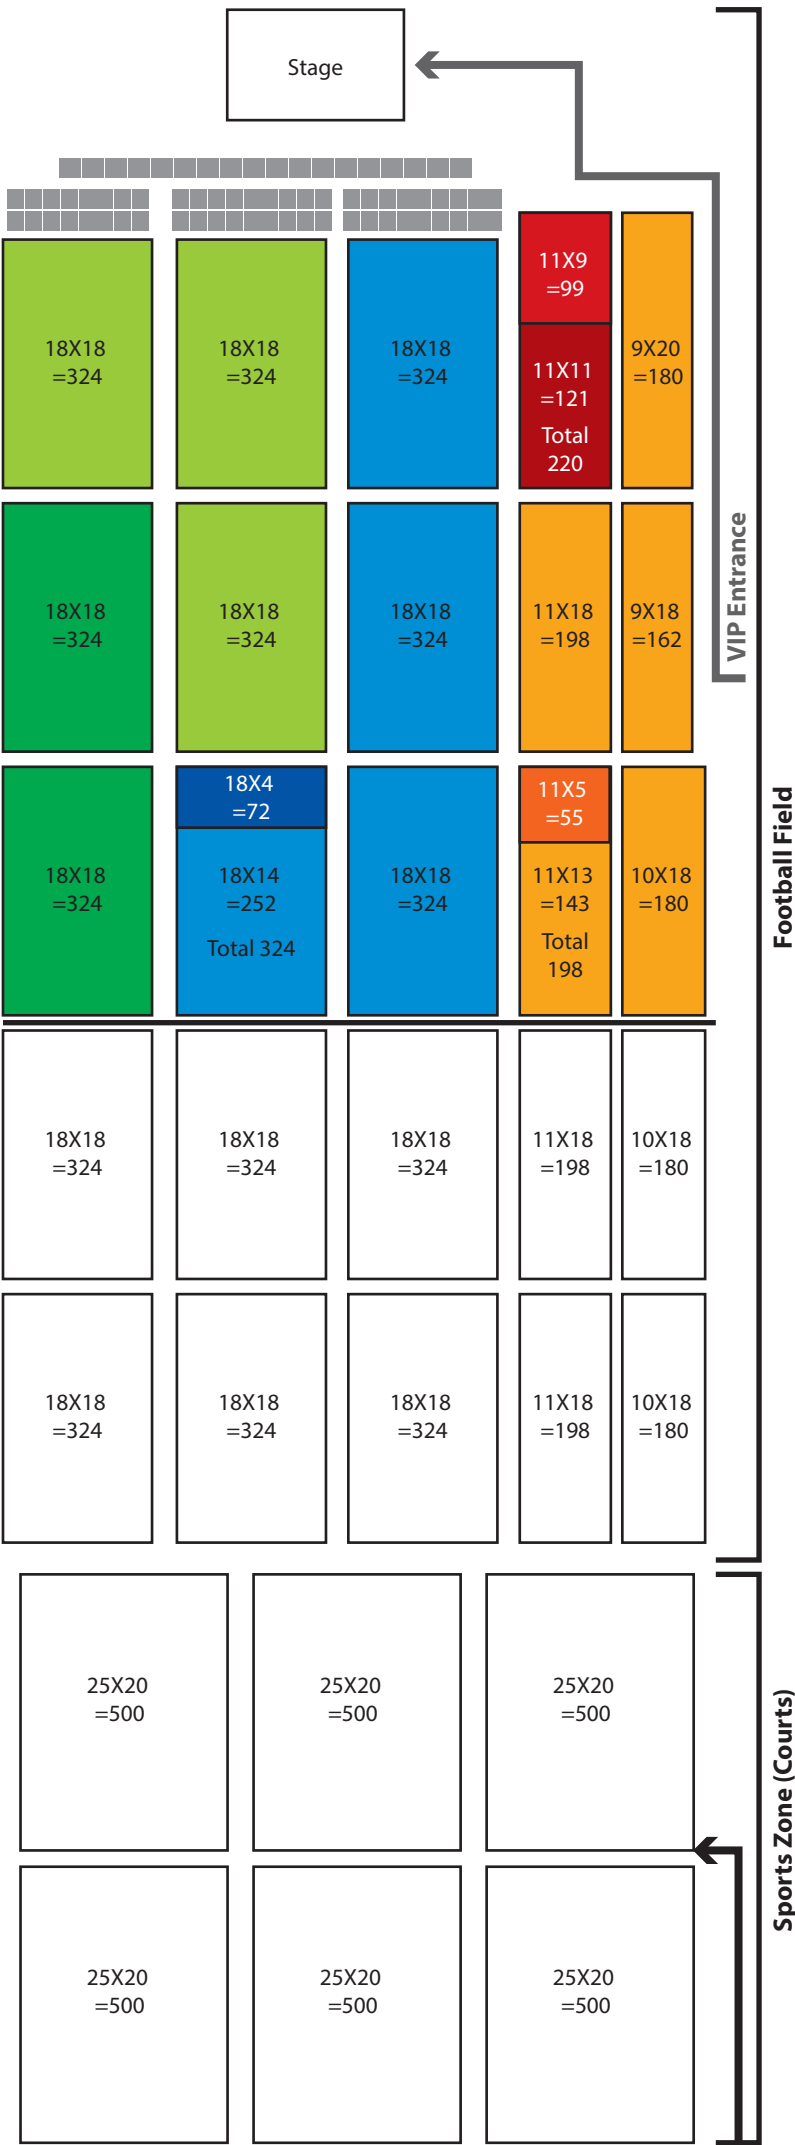 Stage
18X18
=324
18X18
=324
18X18
=324
11X9
=99
11X11
=121
Total
220
9X20
=180
VIP Entrance
18X18
=324
18X18
=324
18X18
=324
11X18
=198
9X18
=162
18X18
=324
18X4
=72
18X14
=252
Total 324
18X18
=324
11X5
=55
11X13
=143
Total
198
10X18
=180
Football Field
18X18
=324
18X18
=324
18X18
=324
11X18
=198
10X18
=180
18X18
=324
18X18
=324
18X18
=324
11X18
=198
10X18
=180
25X20
=500
25X20
=500
25X20
=500
Sports Zone (Courts)
25X20
=500
25X20
=500
25X20
=500